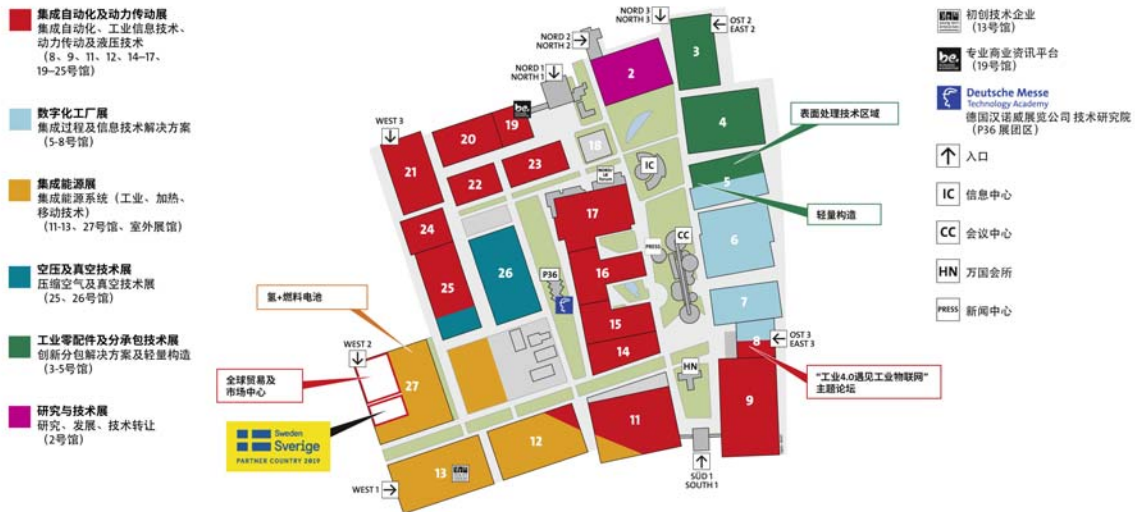 集成自动化及动力传动展
集成自动化、工业信息技术、
动力传动及液压技术
(8、9、11、12、14–17、
19–25号馆)
数字化工厂展
集成过程及信息技术解决方案
(5-8号馆)
集成能源展
集成能源系统（工业、加热、
移动技术）
(11-13、27号馆、室外展馆)
空压及真空技术展
压缩空气及真空技术展
(25、26号馆)
工业零配件及分承包技术展
创新分包解决方案及轻量构造
(3-5号馆)
研究与技术展
研究、发展、技术转让
(2号馆)
NORD 3
NORTH 3
OST 2
EAST 2
NORD 2
NORTH 2
NORD 1
NORTH 1
WEST 3
be.
2
3
4
5
6
7
8
9
11
12
13
14
15
16
17
18
19
20
21
22
23
24
25
26
27
IC
CC
PRESS
P36
HN
表面处理技术区域
轻量构造
氢+燃料电池
WEST 2
全球贸易及
市场中心
Sweden
Sverige
PARTNER COUNTRY 2019
WEST 1
SÜD 1
SOUTH 1
OST 3
EAST 3
“工业4.0遇见工业物联网”
主题论坛
初创技术企业
(13号馆)
be.
专业商业资讯平台
(19号馆)
Deutsche Messe
Technology Academy
德国汉诺威展览公司 技术研究院
(P36 展团区)
入口
IC 信息中心
CC 会议中心
HN 万国会所
PRESS 新闻中心